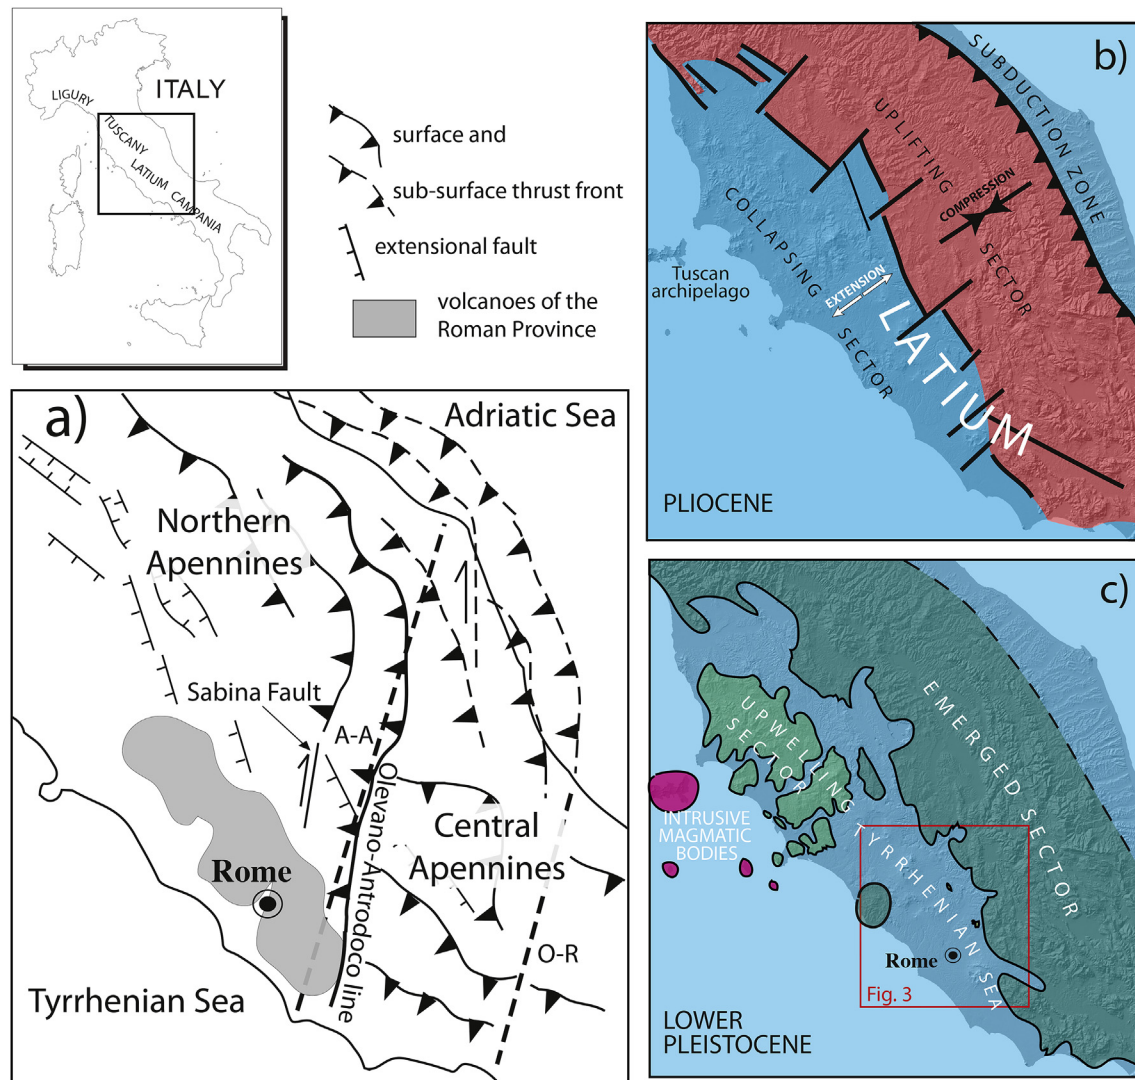 ITALY
LIGURY
TUSCANY
LATIUM
CAMPANIA
surface and
sub-surface thrust front
extensional fault
volcanoes of the
Roman Province
a)
Adriatic Sea
Northern
Apennines
Sabina Fault
A-A
Olevano-Antrodoco line
Central
Apennines
Rome
O-R
Tyrrhenian Sea
b)
SUBDUCTION ZONE
UPLIFTING
SECTOR
COMPRESSION
COLLAPSING
SECTOR
EXTENSION
Tuscan
archipelago
LATIUM
PLIOCENE
c)
EMERGED SECTOR
UPWELLING
SECTOR
TYRRHENIAN SEA
INTRUSIVE
MAGMATIC
BODIES
Rome
Fig. 3
LOWER
PLEISTOCENE